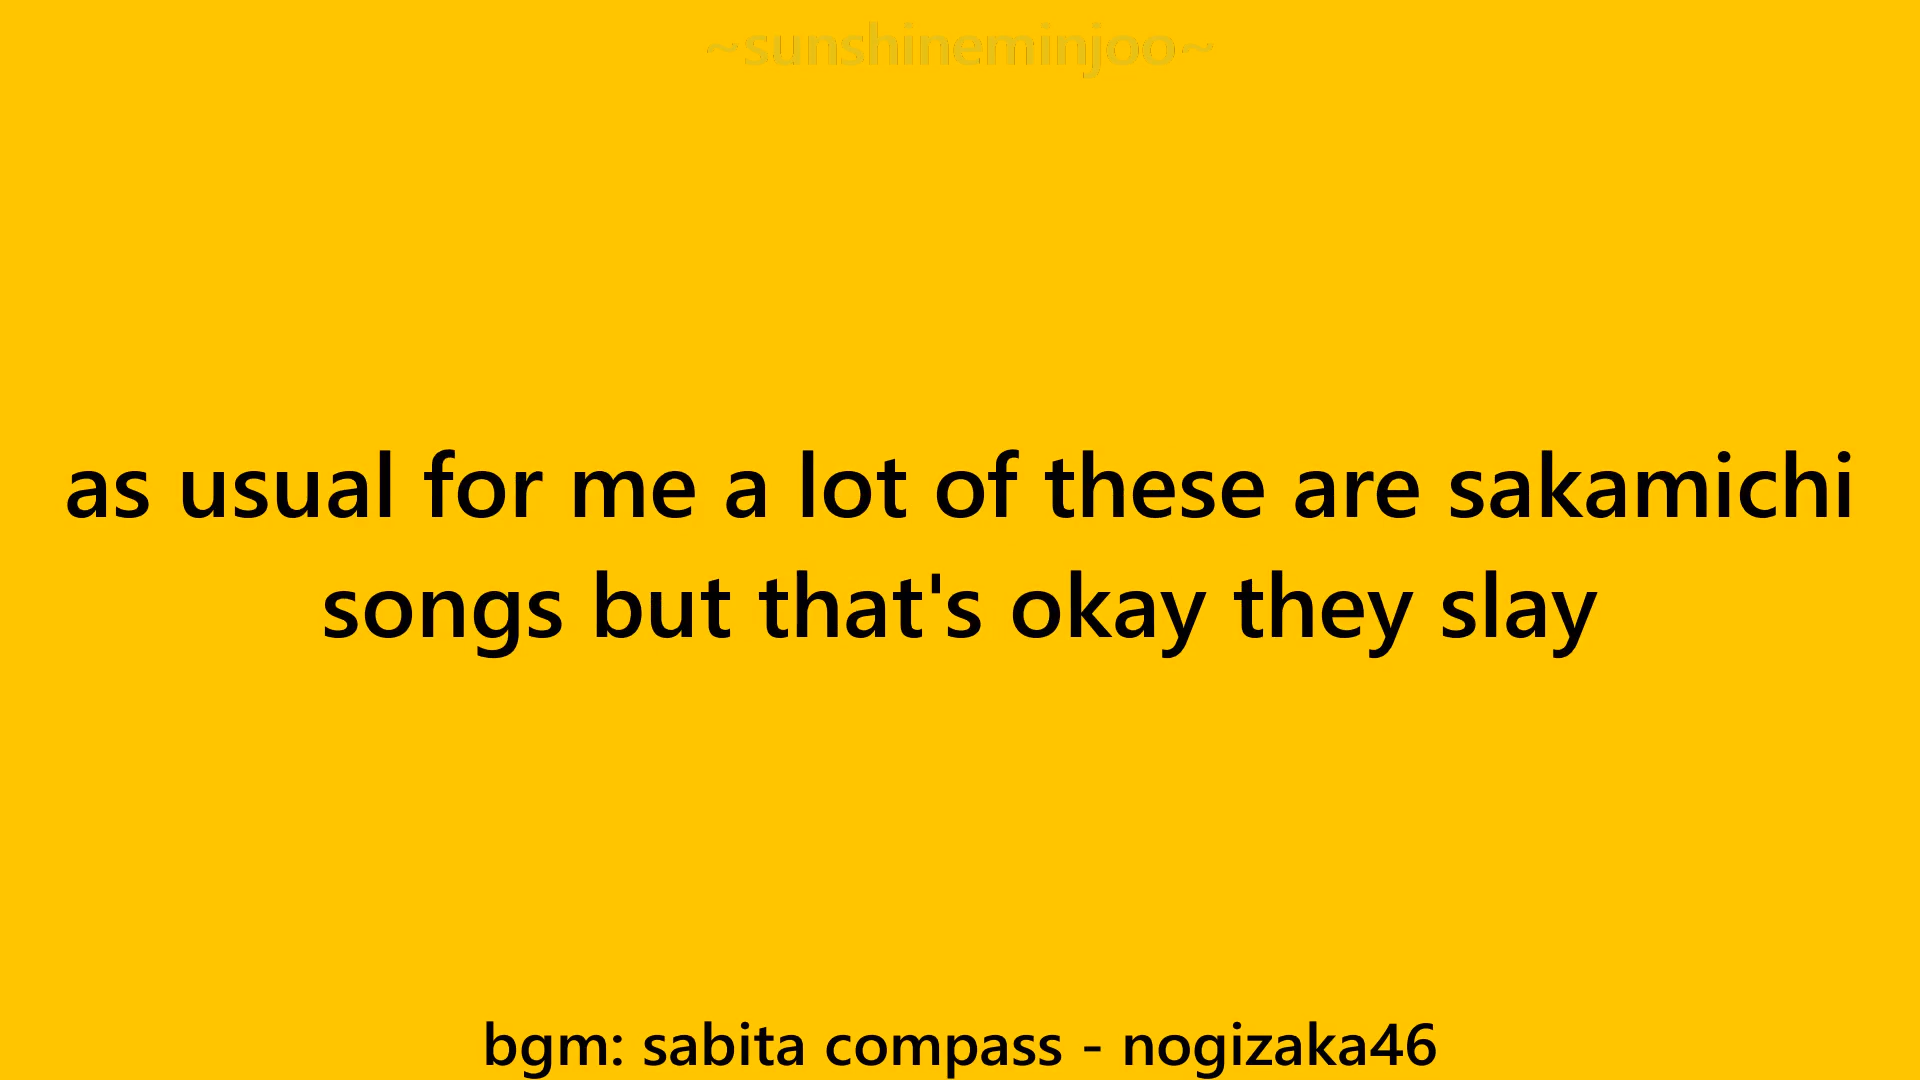 ~sunshineminjoo~
as usual for me a lot of these are sakamichi
songs but that's okay they slay
bgm: sabita compass - nogizaka46